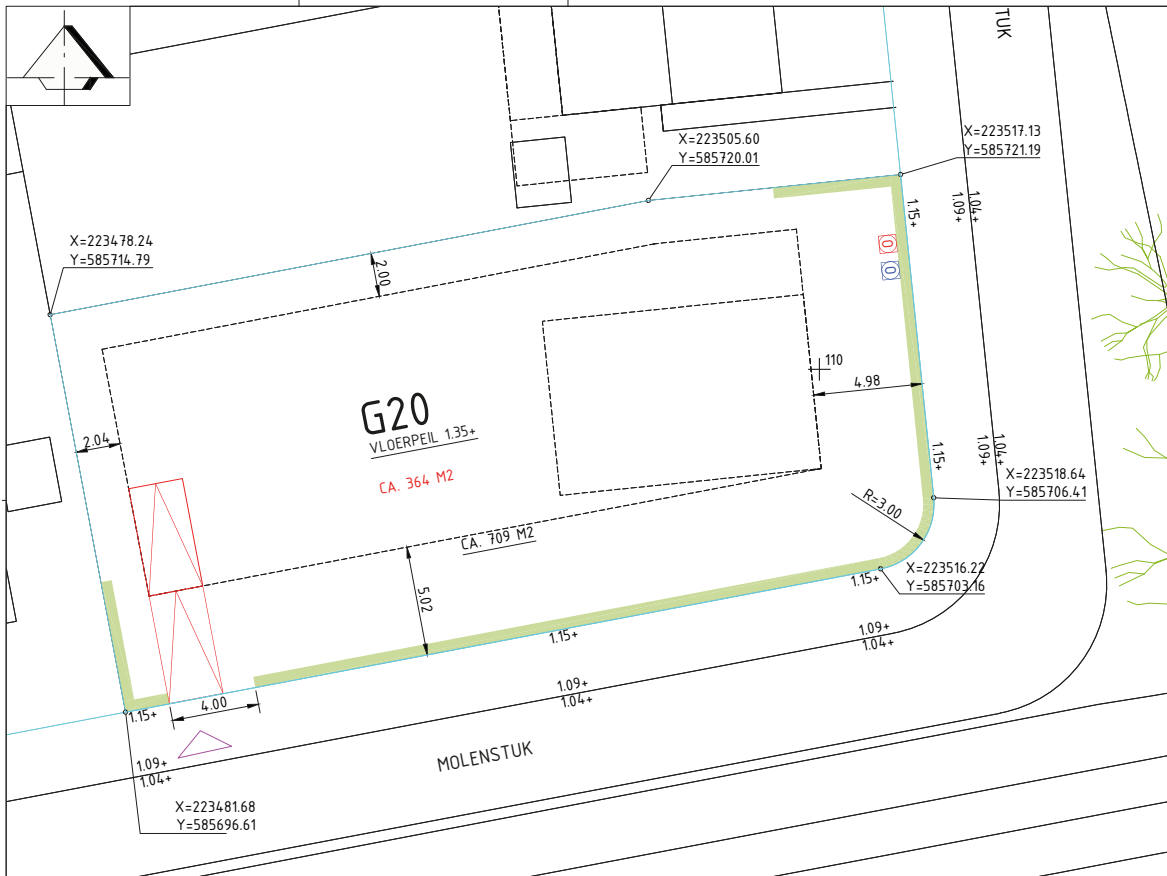 TUK
X=223505.60
Y=585720.01
X=223517.13
Y=585721.19
1.15+
1.09+
1.04+
X=223478.24
Y=585714.79
0
0
2.00
110
4.98
G20
VLOERPEIL 1.35+
CA. 364 M2
2.04
1.15+
1.09+
1.04+
X=223518.64
Y=585706.41
R=3.00
CA. 709 M2
X=223516.22
Y=585703.16
1.15+
5.02
1.15+
1.09+
1.04+
1.09+
1.04+
4.00
1.15+
MOLENSTUK
1.09+
1.04+
X=223481.68
Y=585696.61